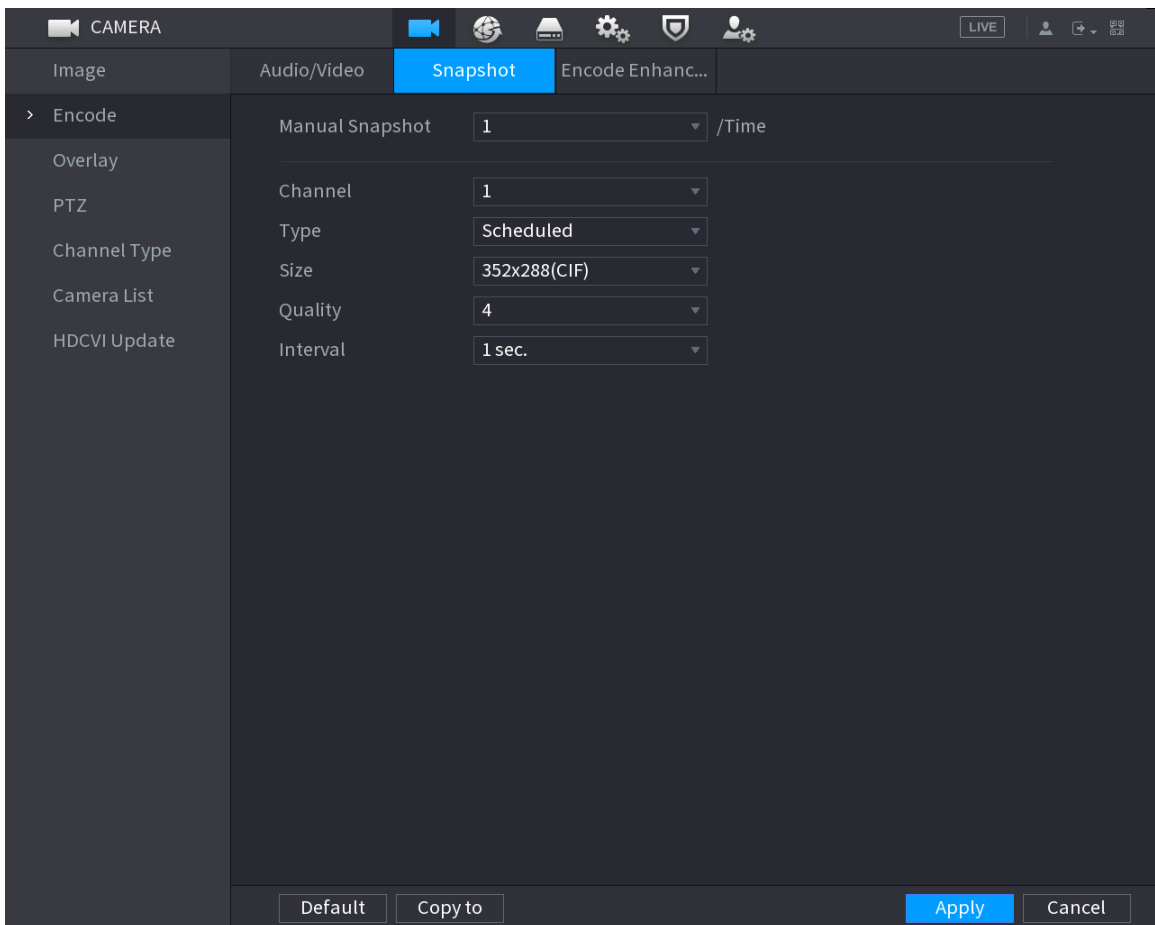 CAMERA
LIVE
Image
Audio/Video
Snapshot
Encode Enhanc...
> Encode
Overlay
PTZ
Channel Type
Camera List
HDCVI Update
Manual Snapshot 1 /Time
Channel 1
Type Scheduled
Size 352x288(CIF)
Quality 4
Interval 1 sec.
Default
Copy to
Apply
Cancel